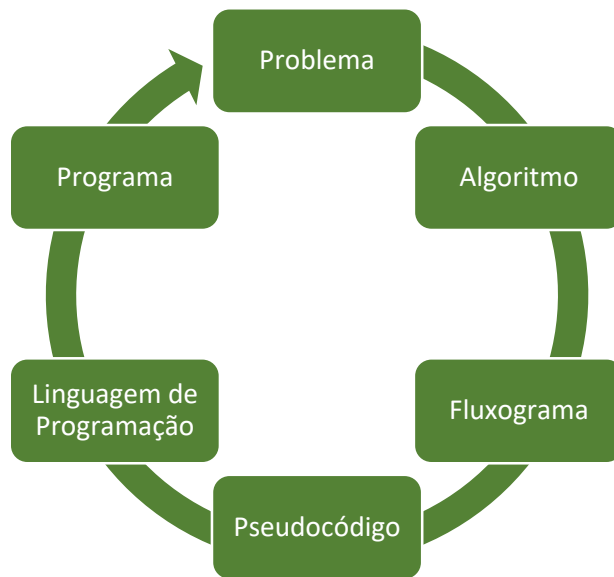 Problema
Algoritmo
Fluxograma
Pseudocódigo
Linguagem de
Programação
Programa